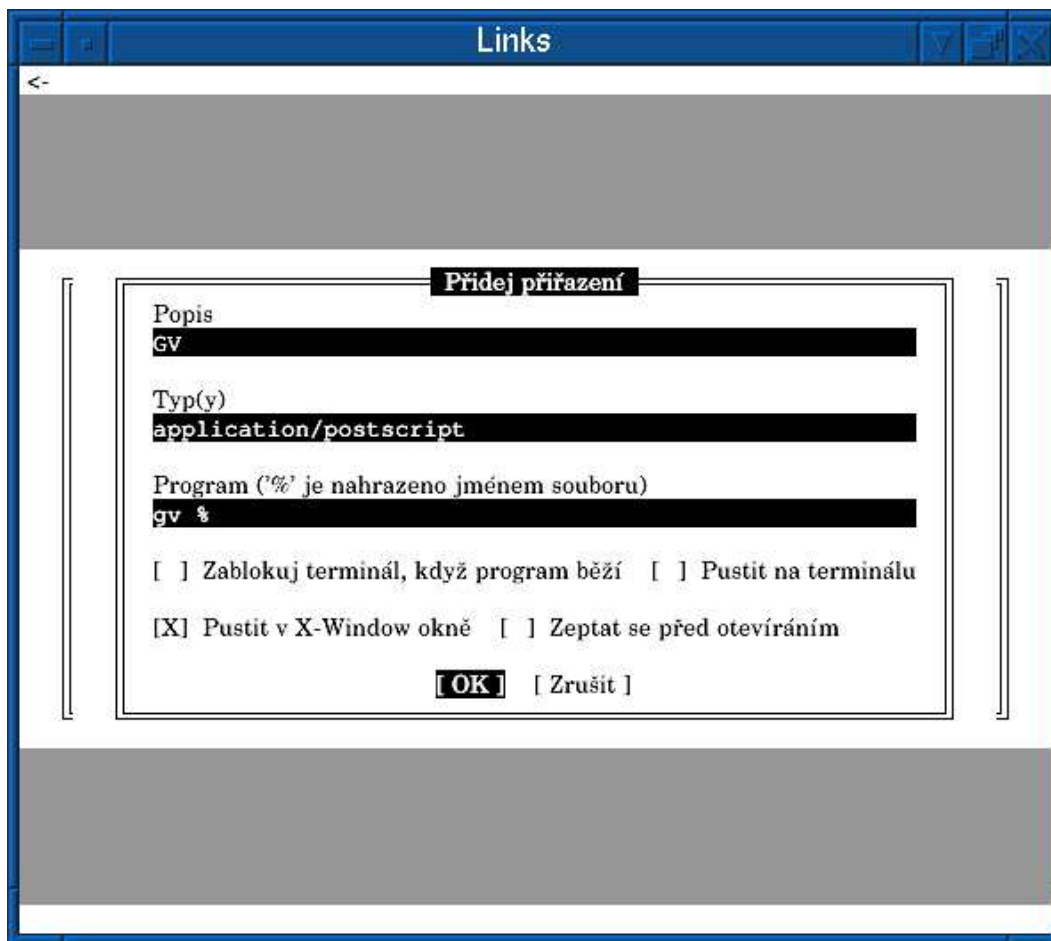 Links
<-
Přidej přiřazení
Popis
GV
Typ(y)
application/postscript
Program ('%' je nahrazeno jménem souboru)
gv %
[ ] Zablokuj terminál, když program běží [ ] Pustit na terminálu
[X] Pustit v X-Window okně [ ] Zeptat se před otevíráním
[ OK ] [ Zrušit ]